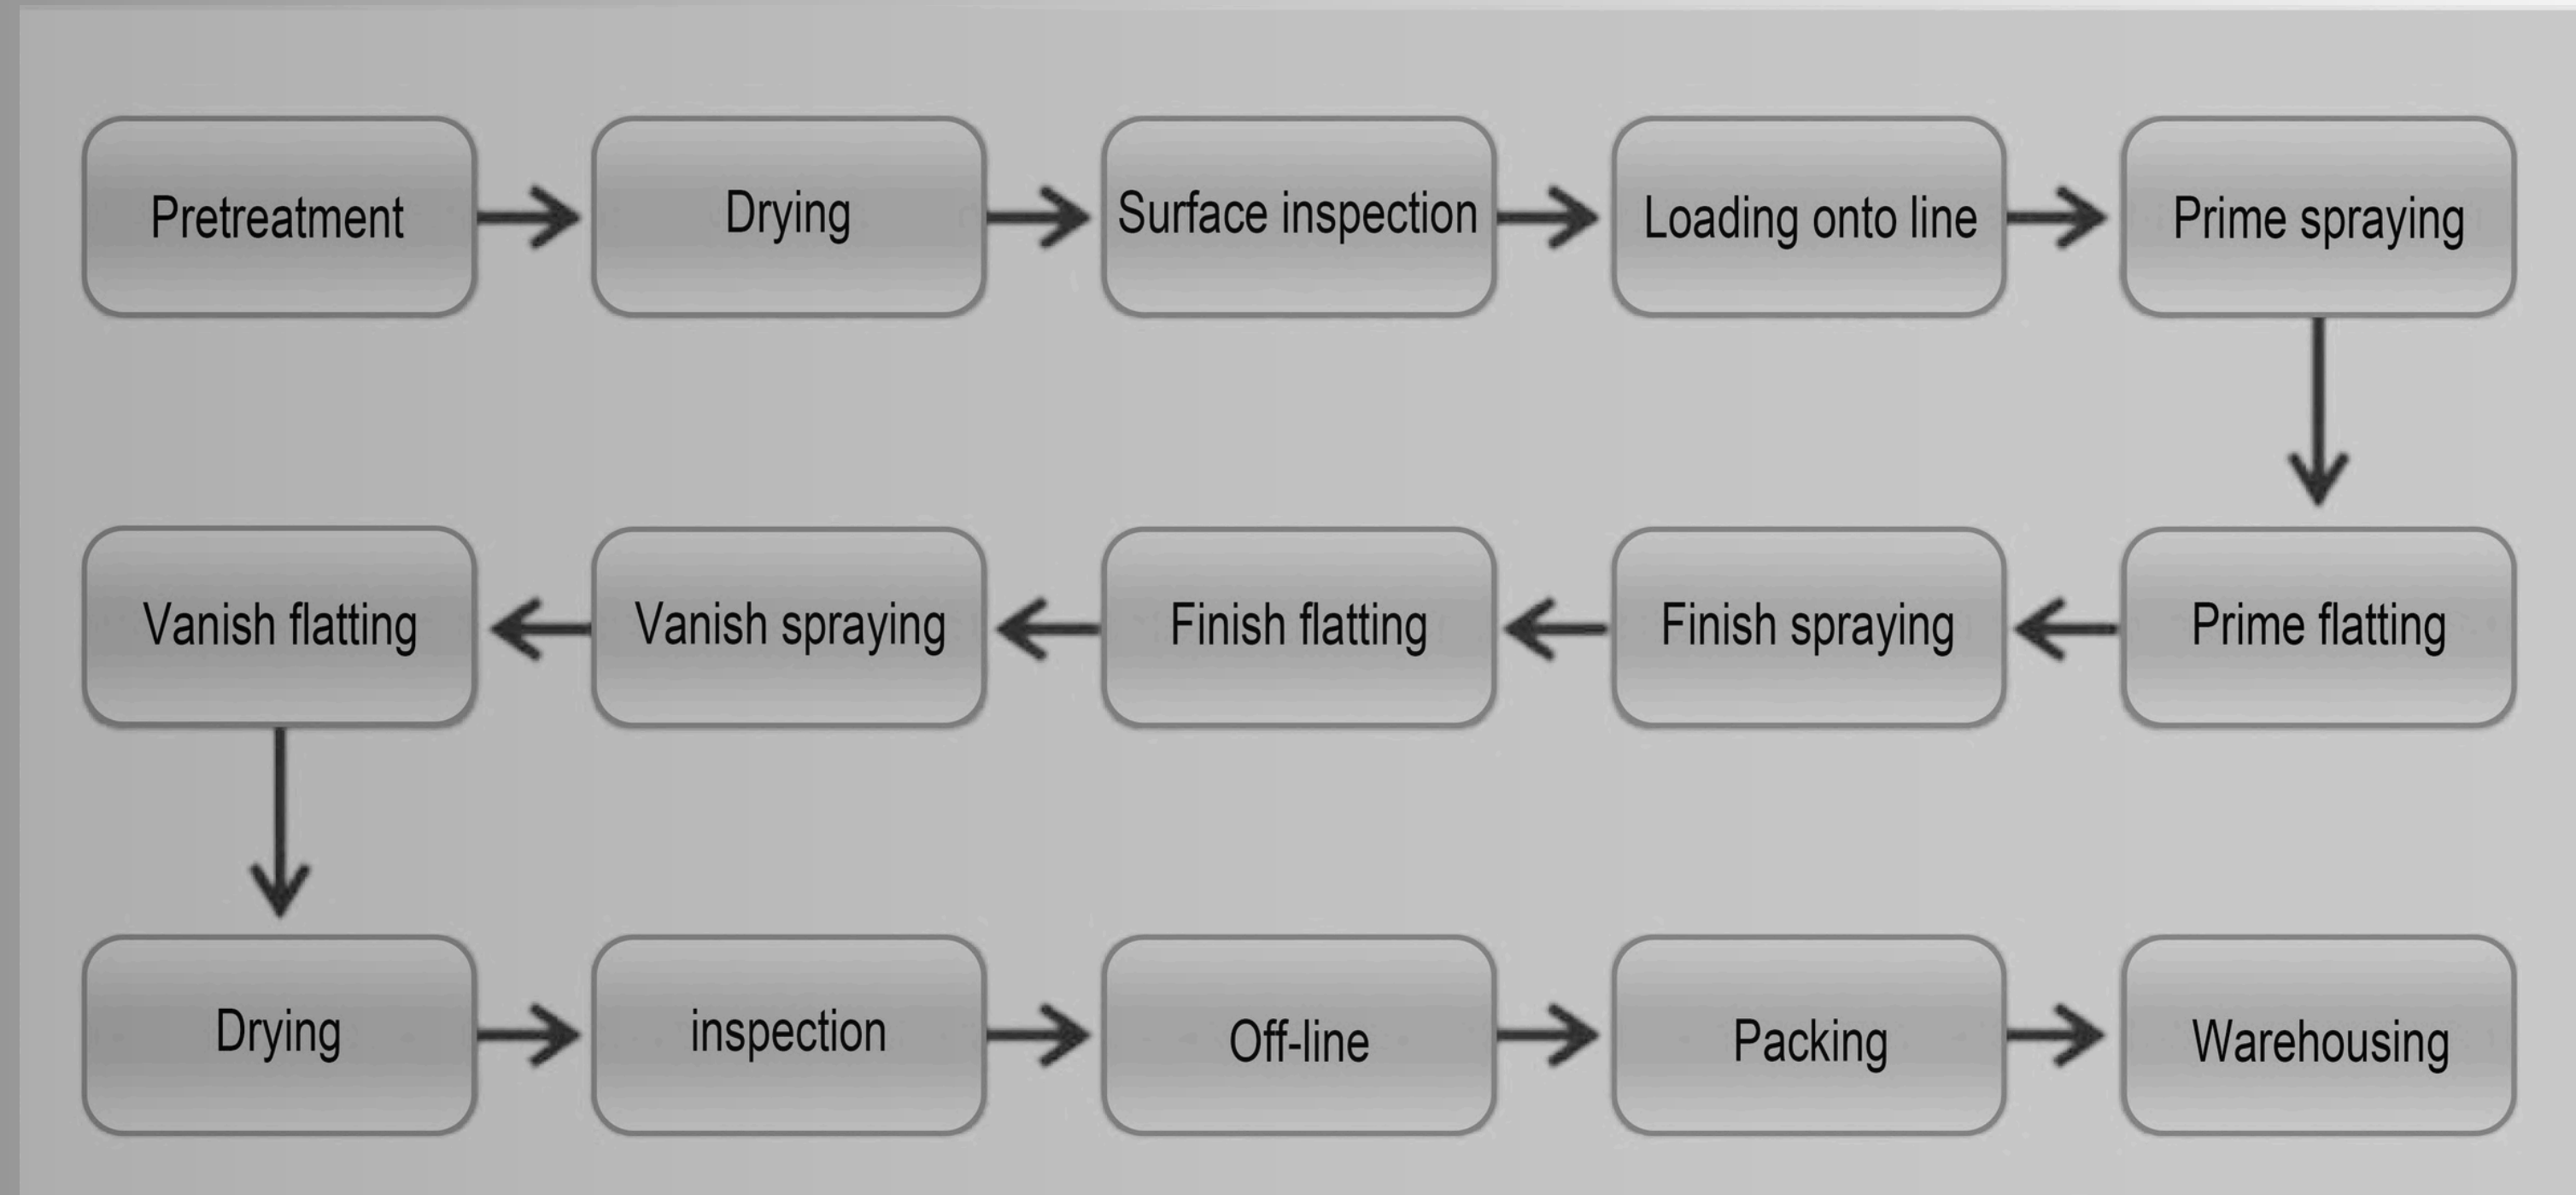 Pretreatment
Drying
Surface inspection
Loading onto line
Prime spraying
Prime flatting
Finish spraying
Finish flatting
Vanish spraying
Vanish flatting
Drying
inspection
Off-line
Packing
Warehousing